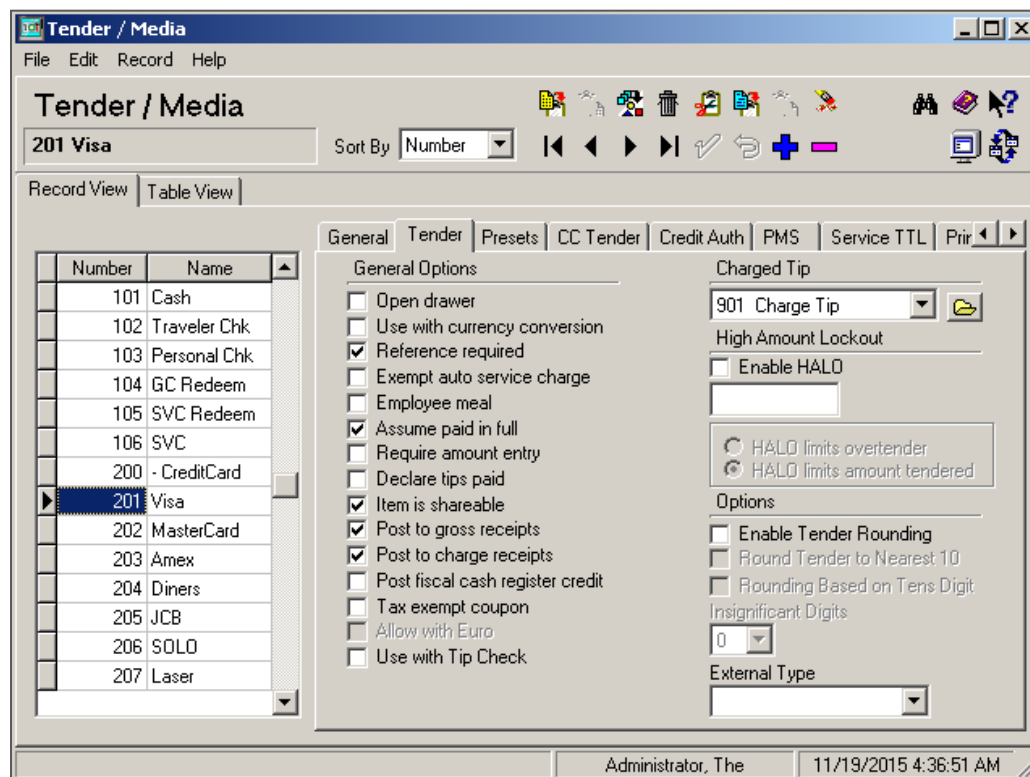 Tender / Media
File Edit Record Help
Tender / Media
201 Visa
Sort By Number
Record View Table View
General Tender Presets CC Tender Credit Auth PMS Service TTL
Number Name
101 Cash
102 Traveler Chk
103 Personal Chk
104 GC Redeem
105 SVC Redeem
106 SVC
200 - CreditCard
201 Visa
202 MasterCard
203 Amex
204 Diners
205 JCB
206 SOLO
207 Laser
General Options
Open drawer
Use with currency conversion
Reference required
Exempt auto service charge
Employee meal
Assume paid in full
Require amount entry
Declare tips paid
Item is shareable
Post to gross receipts
Post to charge receipts
Post fiscal cash register credit
Tax exempt coupon
Allow with Euro
Use with Tip Check
Charged Tip
901 Charge Tip
High Amount Lockout
Enable HALO
HALO limits overtender
HALO limits amount tendered
Options
Enable Tender Rounding
Round Tender to Nearest 10
Rounding Based on Tens Digit
Insignificant Digits
0
External Type
Administrator, The 11/19/2015 4:36:51 AM